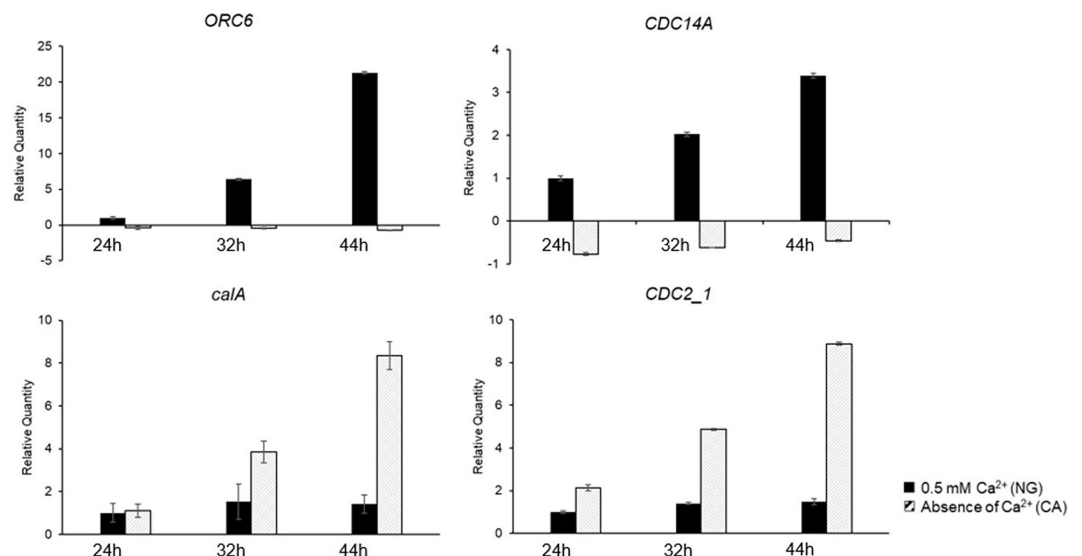 ORC6
CDC14A
Relative Quantity
25
20
15
10
5
0
-5
24h
32h
44h
Relative Quantity
4
3
2
1
0
-1
24h
32h
44h
calA
CDC2_1
Relative Quantity
10
8
6
4
2
0
24h
32h
44h
Relative Quantity
10
8
6
4
2
0
24h
32h
44h
0.5 mM Ca²⁺ (NG)
Absence of Ca²⁺ (CA)